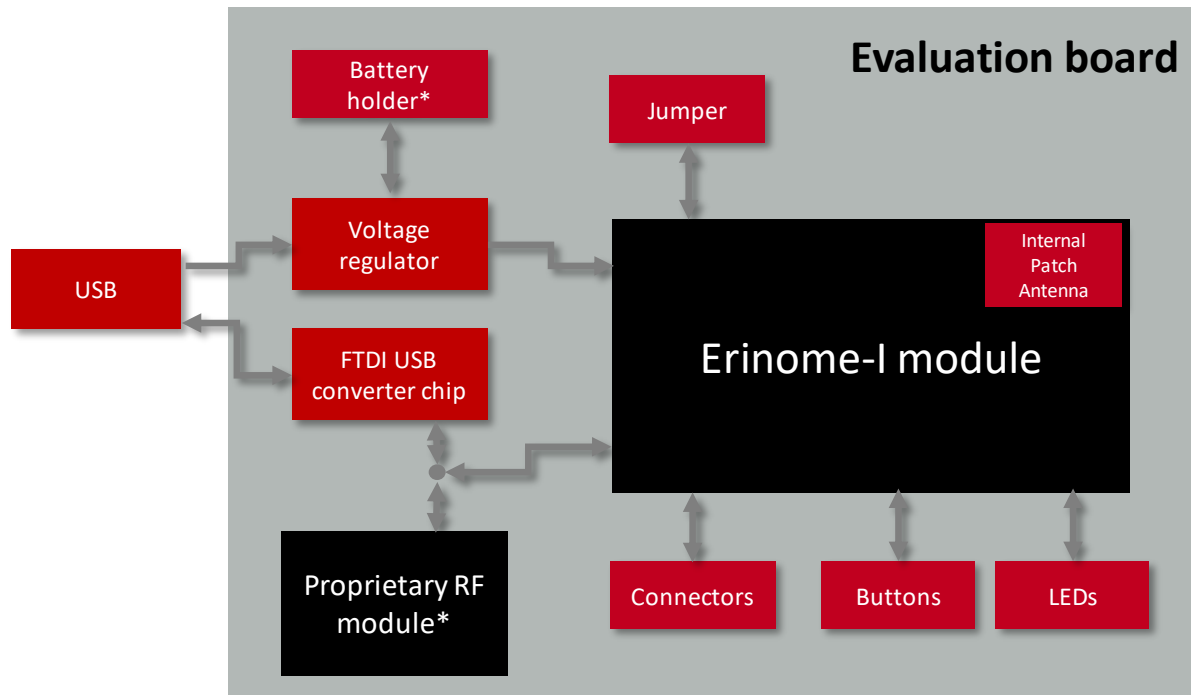 Evaluation board
Battery
holder*
Jumper
Voltage
regulator
Internal
Patch
Antenna
USB
Erinome-I module
FTDI USB
converter chip
Proprietary RF
module*
Connectors
Buttons
LEDs